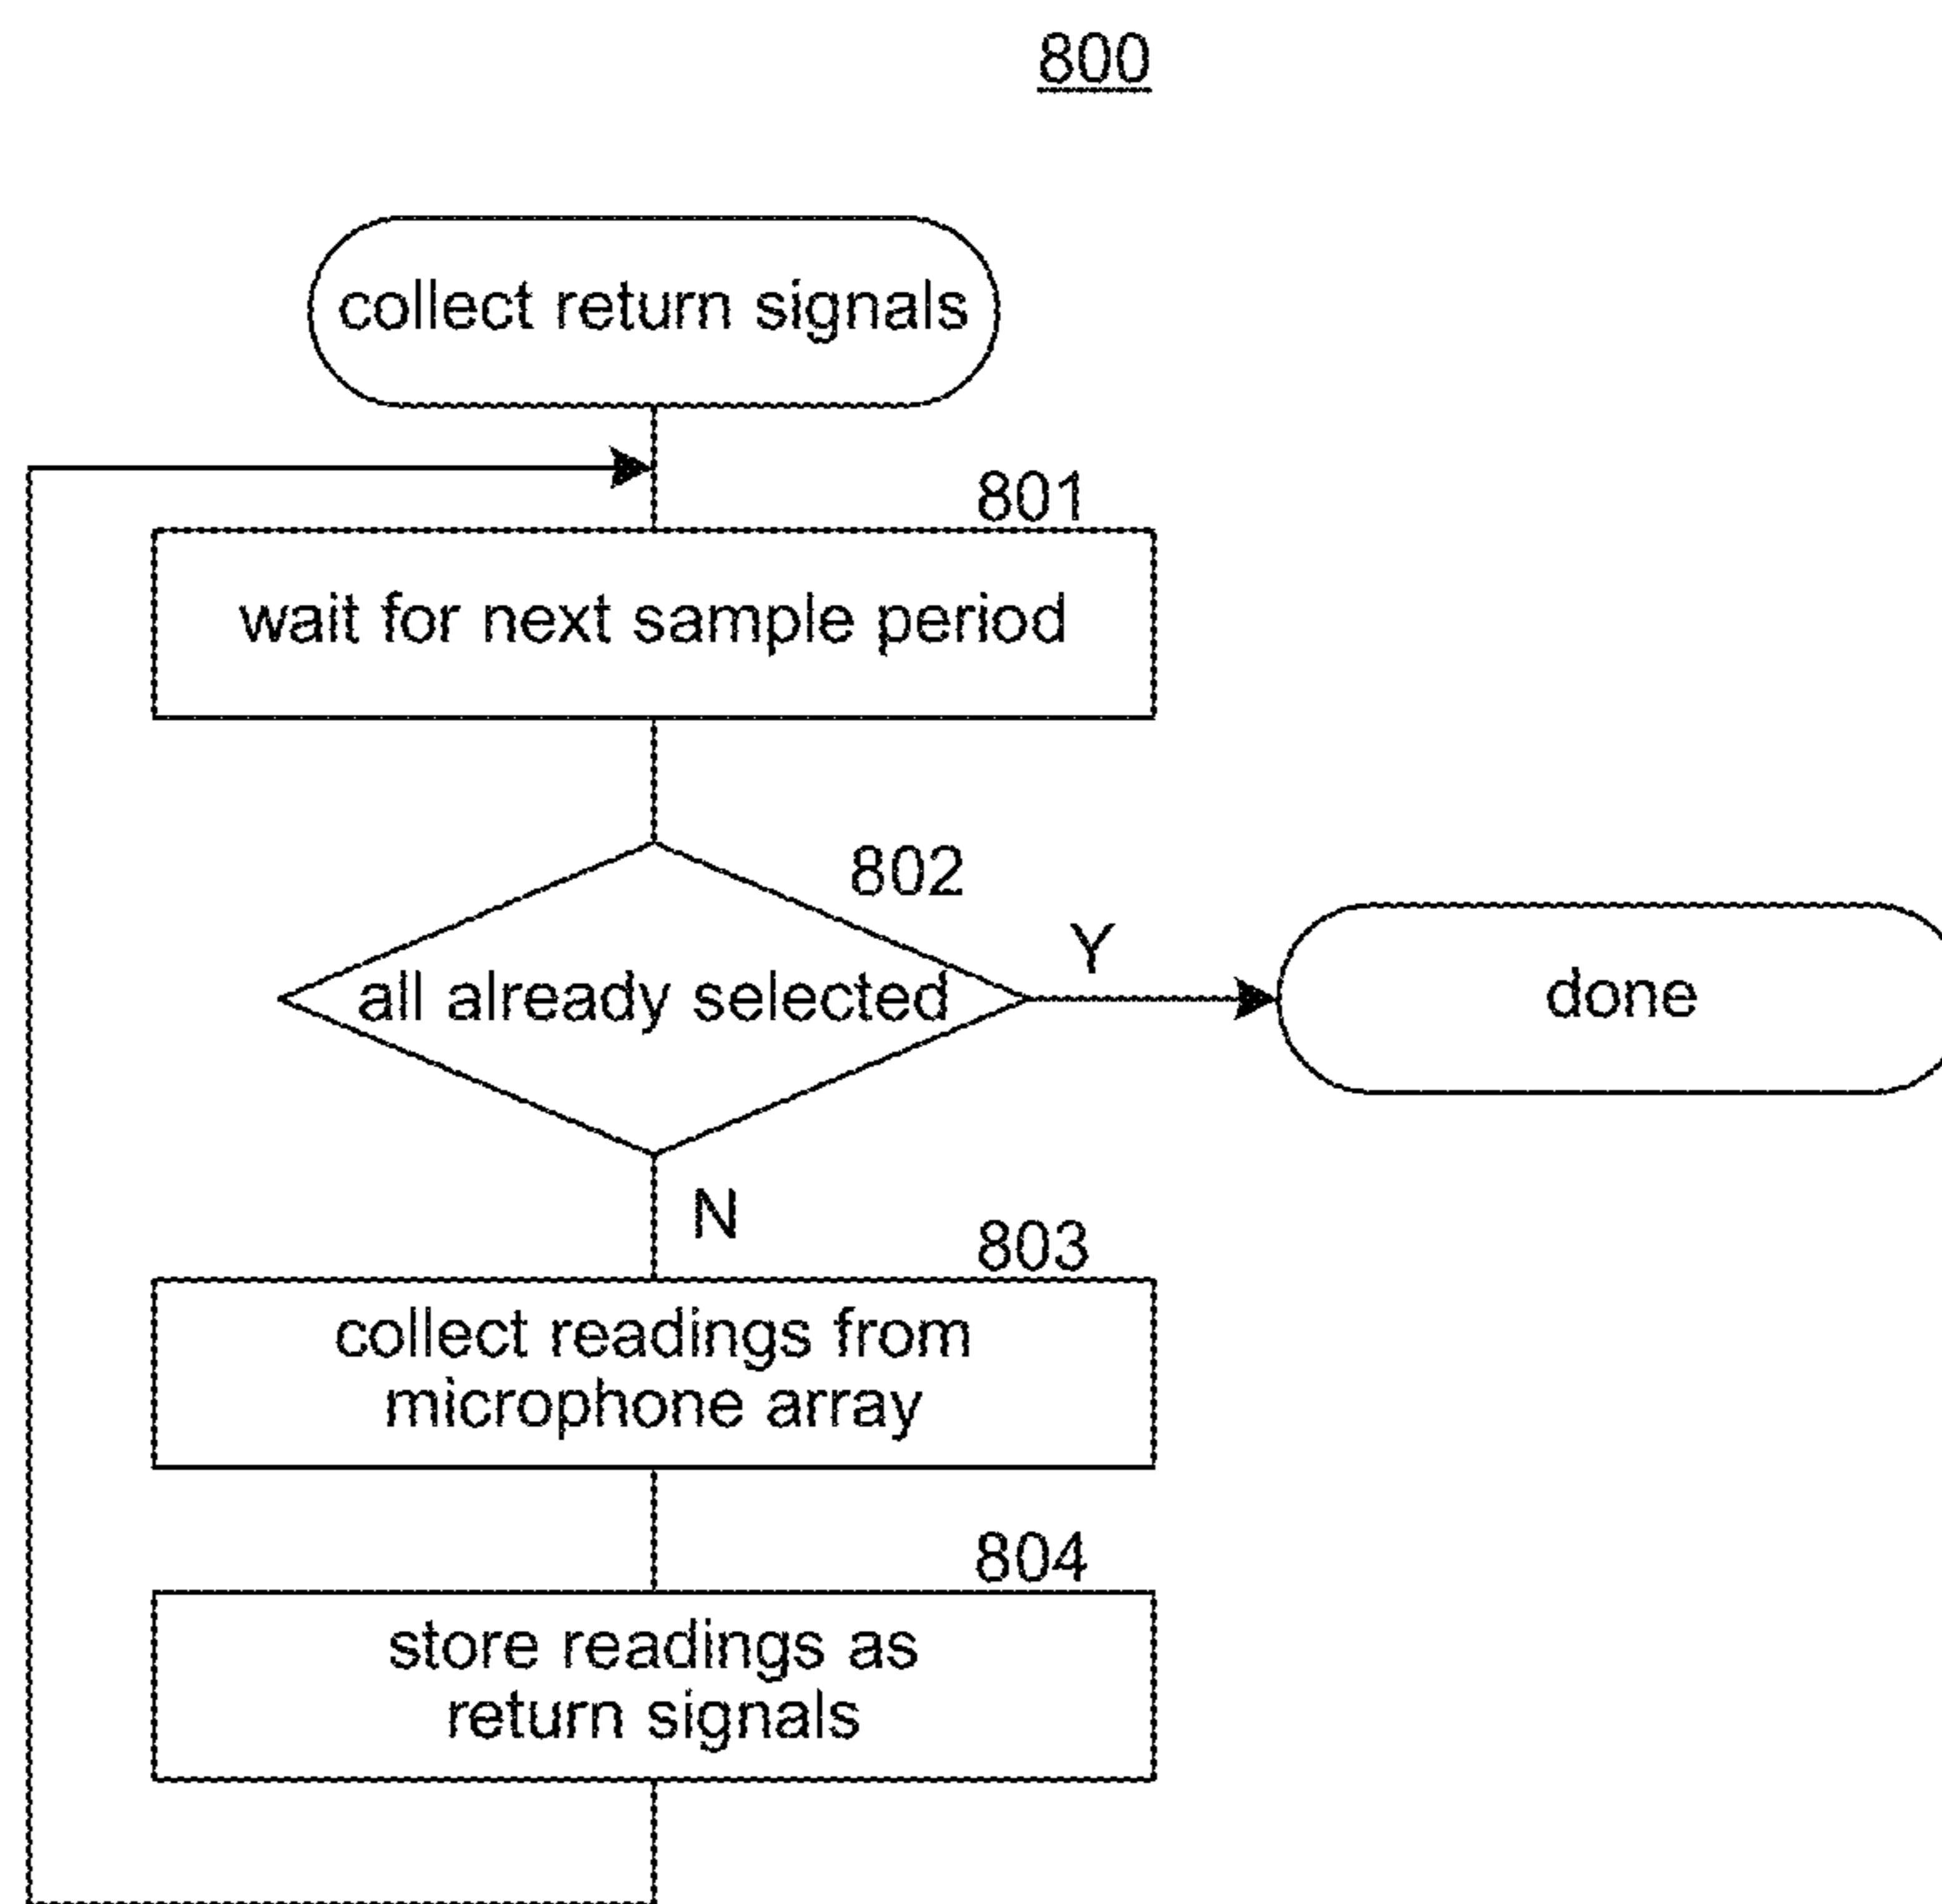 800
collect return signals
801
wait for next sample period
802
all already selected
Y
done
N
803
collect readings from
microphone array
804
store readings as
return signals